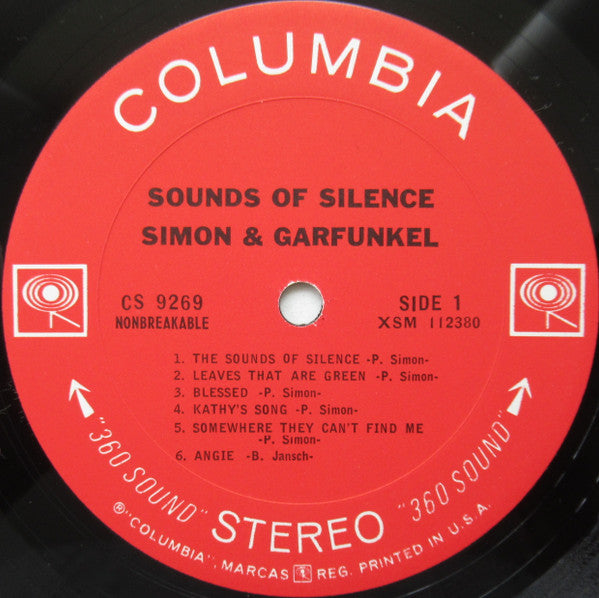 COLUMBIA
SOUNDS OF SILENCE
SIMON & GARFUNKEL
CS 9269
NONBREAKABLE
SIDE 1
XSM 112380
1. THE SOUNDS OF SILENCE -P. Simon-
2. LEAVES THAT ARE GREEN -P. Simon-
3. BLESSED -P. Simon-
4. KATHY'S SONG -P. Simon-
5. SOMEWHERE THEY CAN'T FIND ME
-P. Simon-
6. ANGIE -B. Jansch-
"360 SOUND" STEREO "360 SOUND"
®"COLUMBIA", MARCAS REG. PRINTED IN U.S.A.